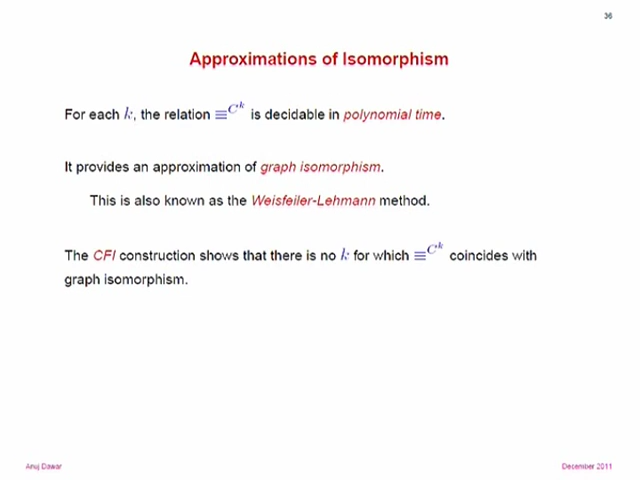 36
Approximations of Isomorphism
For each k, the relation ≡^{C^k} is decidable in polynomial time.
It provides an approximation of graph isomorphism.
This is also known as the Weisfeiler-Lehmann method.
The CFI construction shows that there is no k for which ≡^{C^k} coincides with
graph isomorphism.
Anuj Dawar
December 2011